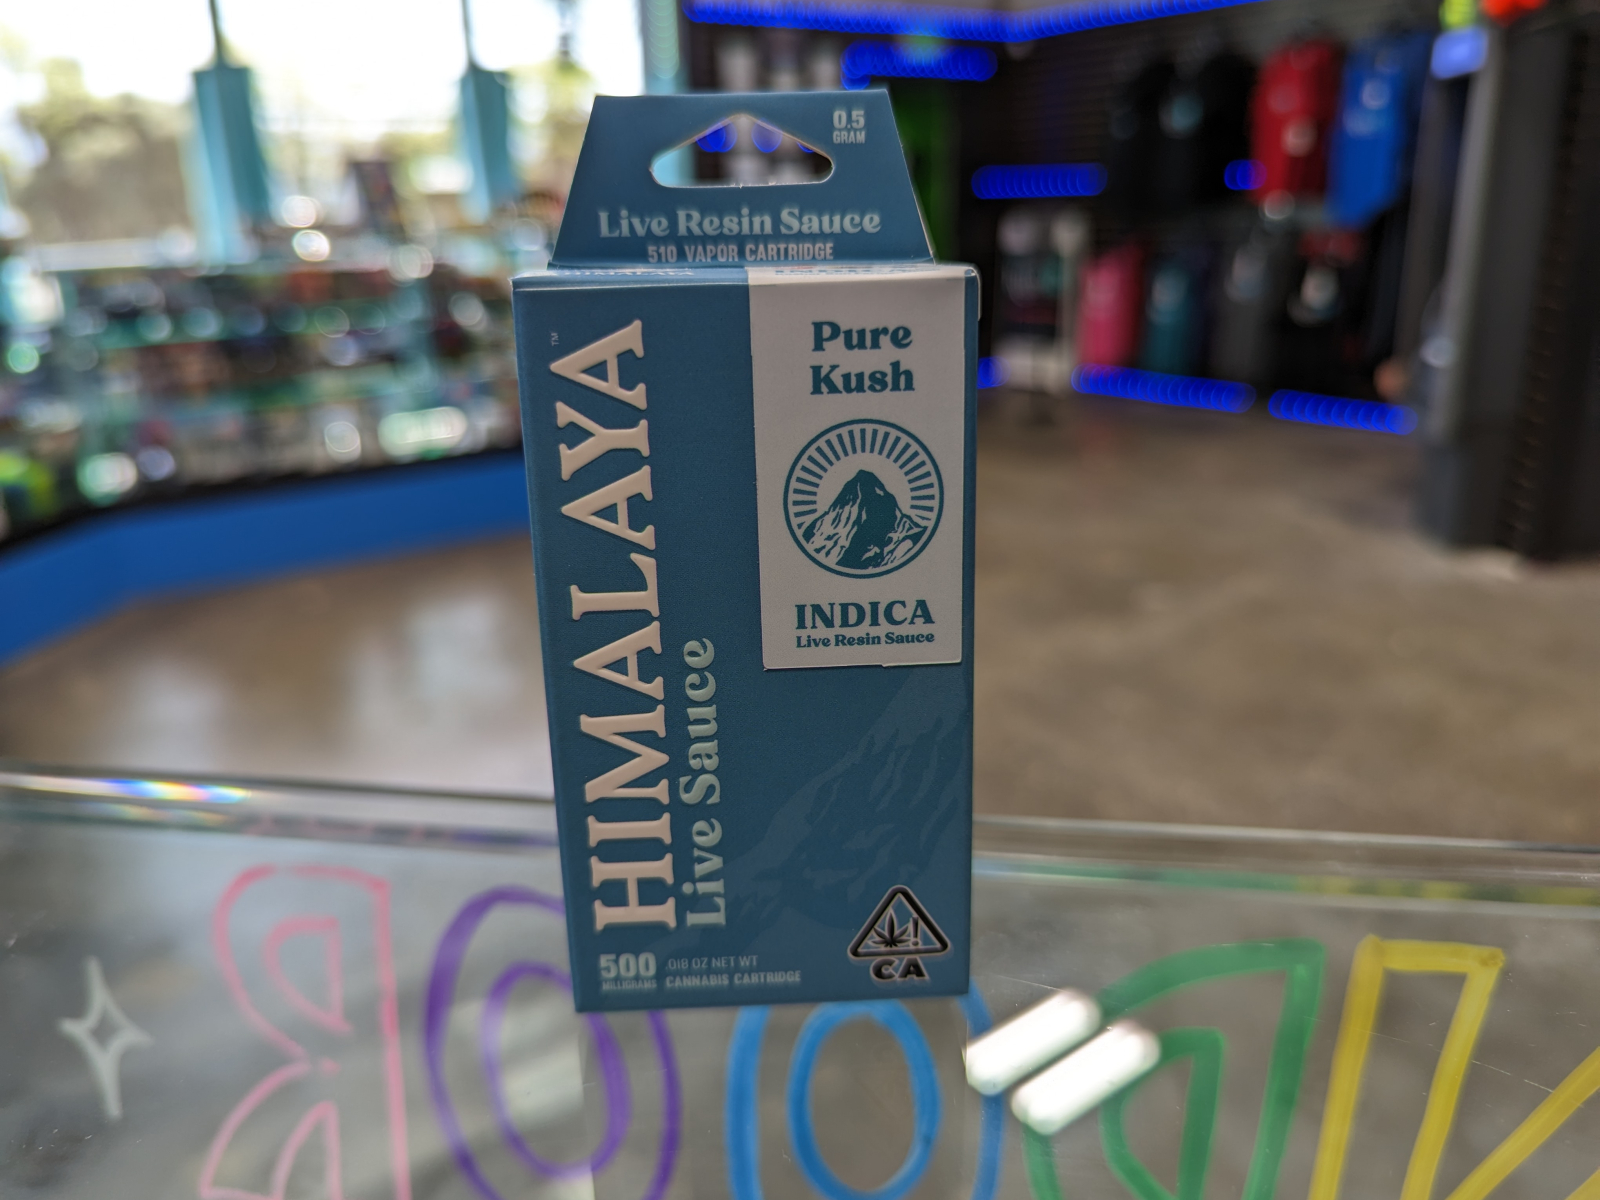 0.5
GRAM
Live Resin Sauce
510 VAPOR CARTRIDGE
HIMALAYA™
Live Sauce
Pure
Kush
INDICA
Live Resin Sauce
500
MILLIGRAMS
.018 OZ NET WT
CANNABIS CARTRIDGE
!
CA